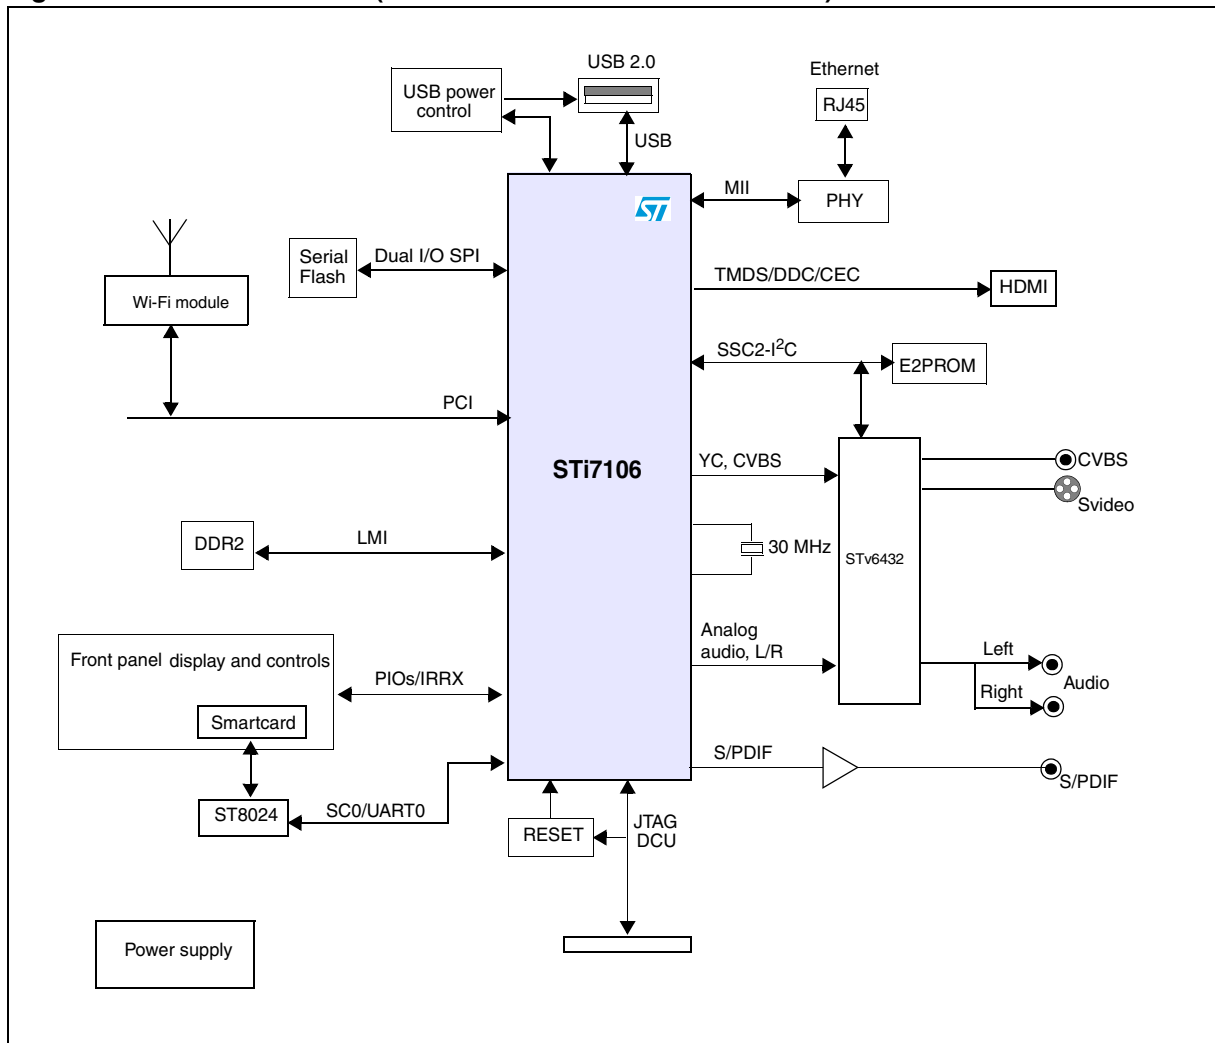 USB 2.0
Ethernet
USB power
control
RJ45
USB
MII
PHY
ST
Serial
Flash
Dual I/O SPI
TMDS/DDC/CEC
HDMI
Wi-Fi module
SSC2-I²C
E2PROM
PCI
STi7106
YC, CVBS
CVBS
Svideo
DDR2
LMI
30 MHz
STv6432
Analog
audio, L/R
Left
Right
Audio
Front panel display and controls
PIOs/IRRX
Smartcard
S/PDIF
S/PDIF
ST8024
SC0/UART0
RESET
JTAG
DCU
Power supply